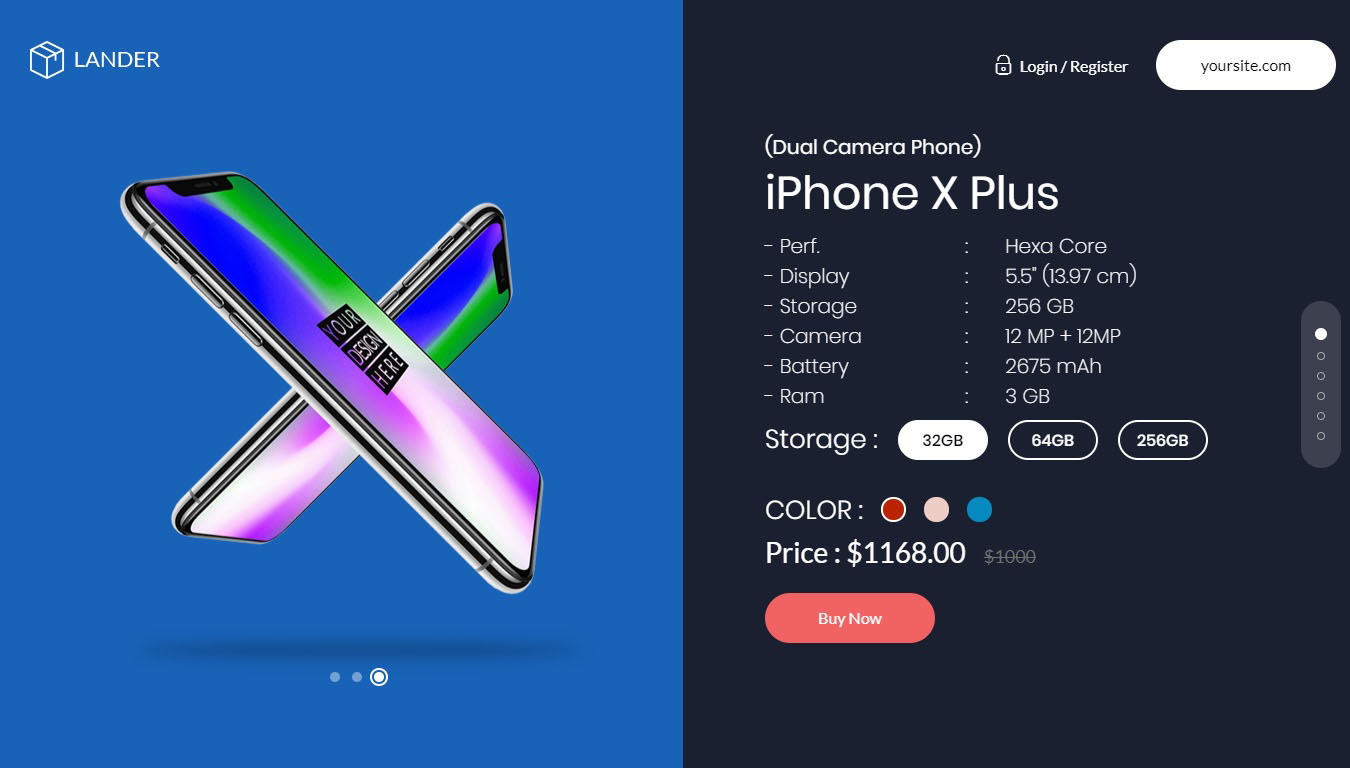 LANDER
Login / Register
yoursite.com
(Dual Camera Phone)
iPhone X Plus
- Perf. : Hexa Core
- Display : 5.5" (13.97 cm)
- Storage : 256 GB
- Camera : 12 MP + 12MP
- Battery : 2675 mAh
- Ram : 3 GB
Storage : 32GB 64GB 256GB
COLOR :
Price : $1168.00 $1000
Buy Now
YOUR
DESIGN
HERE